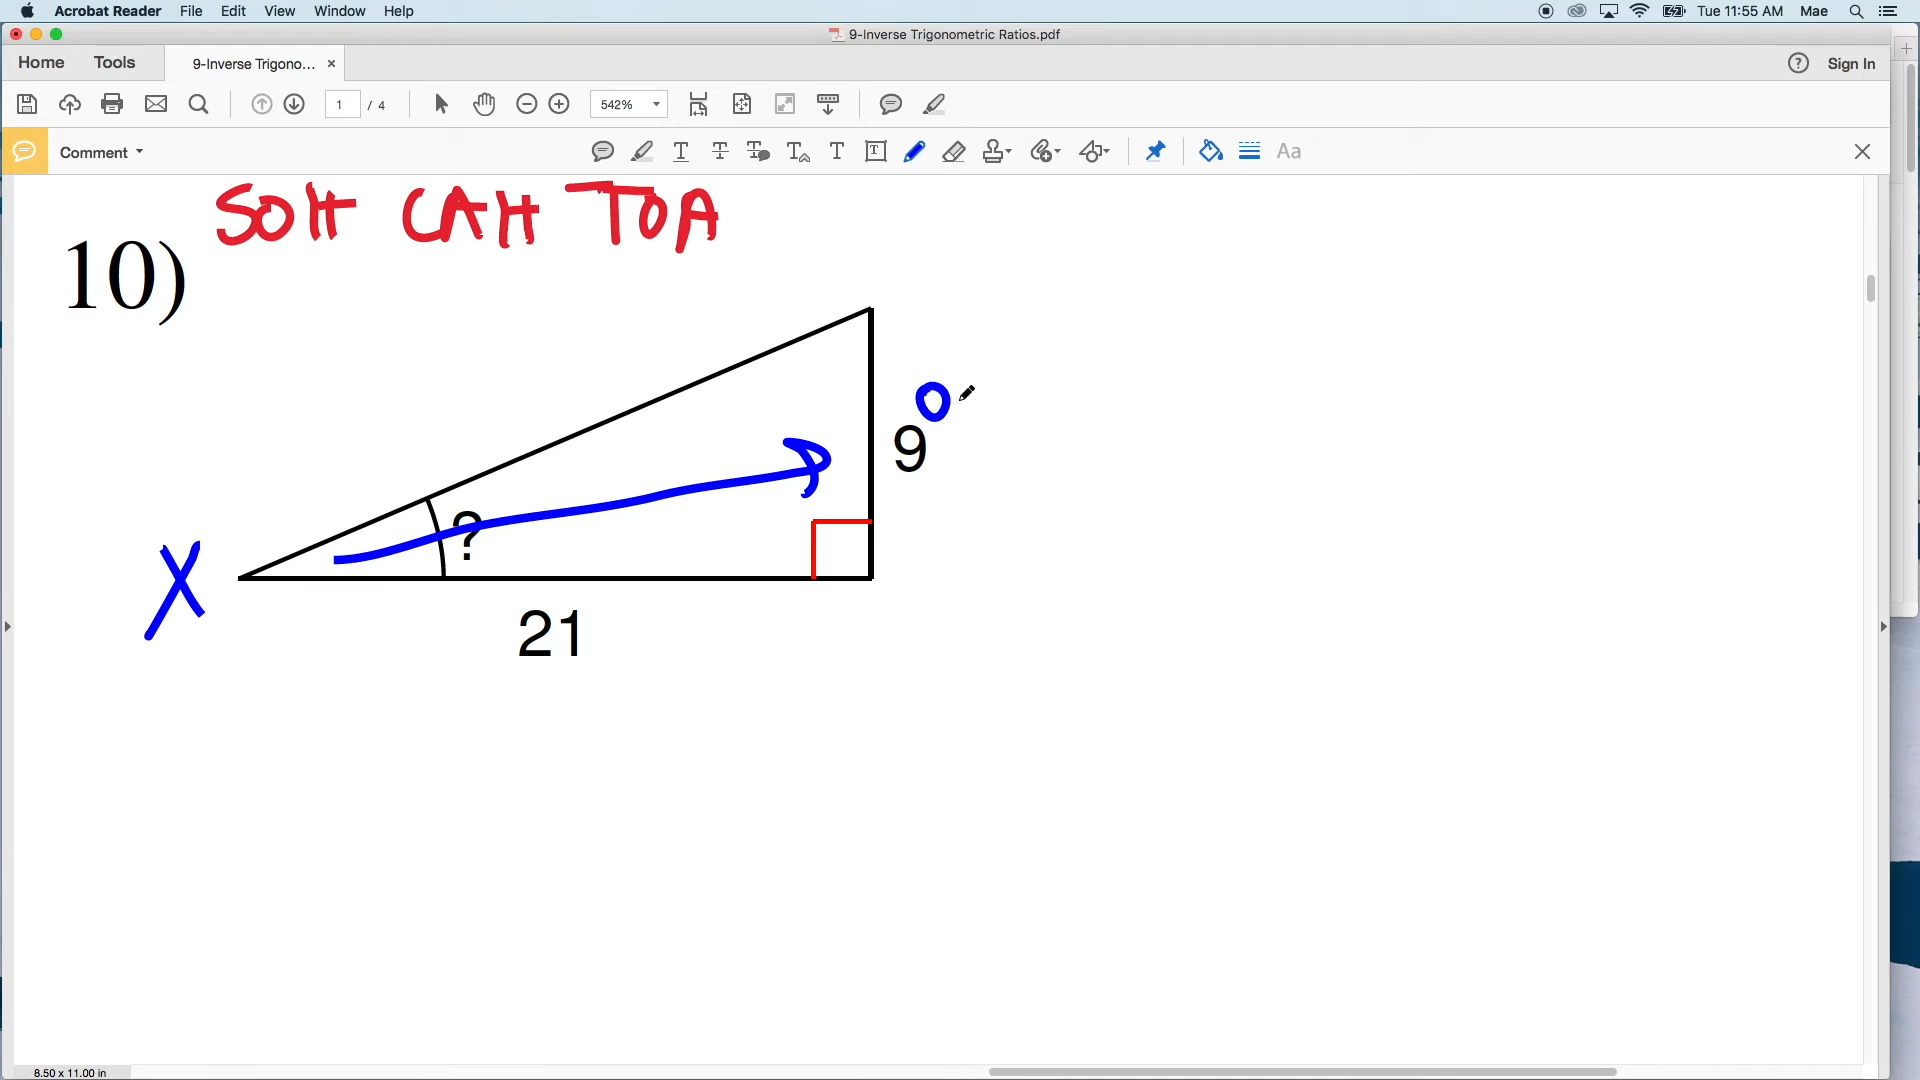 Acrobat Reader File Edit View Window Help Tue 11:55 AM Mae
9-Inverse Trigonometric Ratios.pdf
Home Tools 9-Inverse Trigono... × ? Sign In
1 / 4 542%
Comment T T T T T T Aa
SOH CAH TOA
10)
O
9
?
X
21
8.50 x 11.00 in